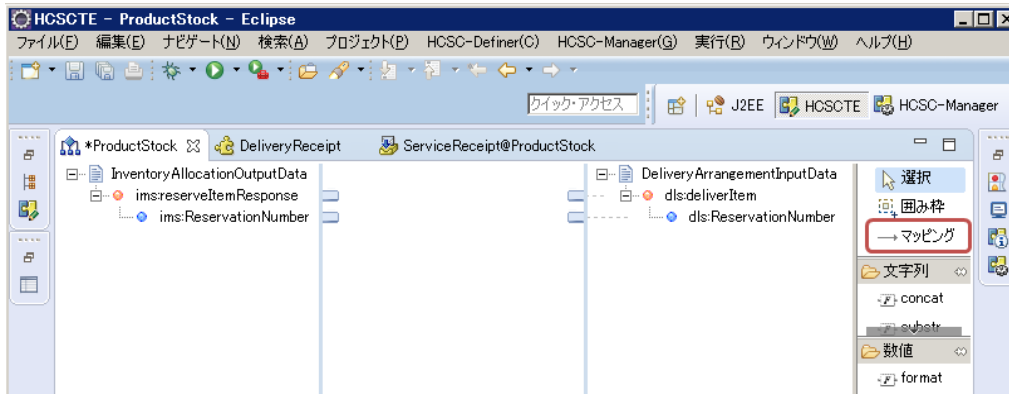 HCSCTE - ProductStock - Eclipse
ファイル(F) 編集(E) ナビゲート(N) 検索(A) プロジェクト(P) HCSC-Definer(C) HCSC-Manager(G) 実行(R) ウィンドウ(W) ヘルプ(H)
クイック・アクセス J2EE HCSCTE HCSC-Manager
*ProductStock DeliveryReceipt ServiceReceipt@ProductStock
InventoryAllocationOutputData DeliveryArrangementInputData 選択
ims:reserveItemResponse dls:deliverItem 囲み枠
ims:ReservationNumber dls:ReservationNumber マッピング
文字列
concat
substr
数値
format